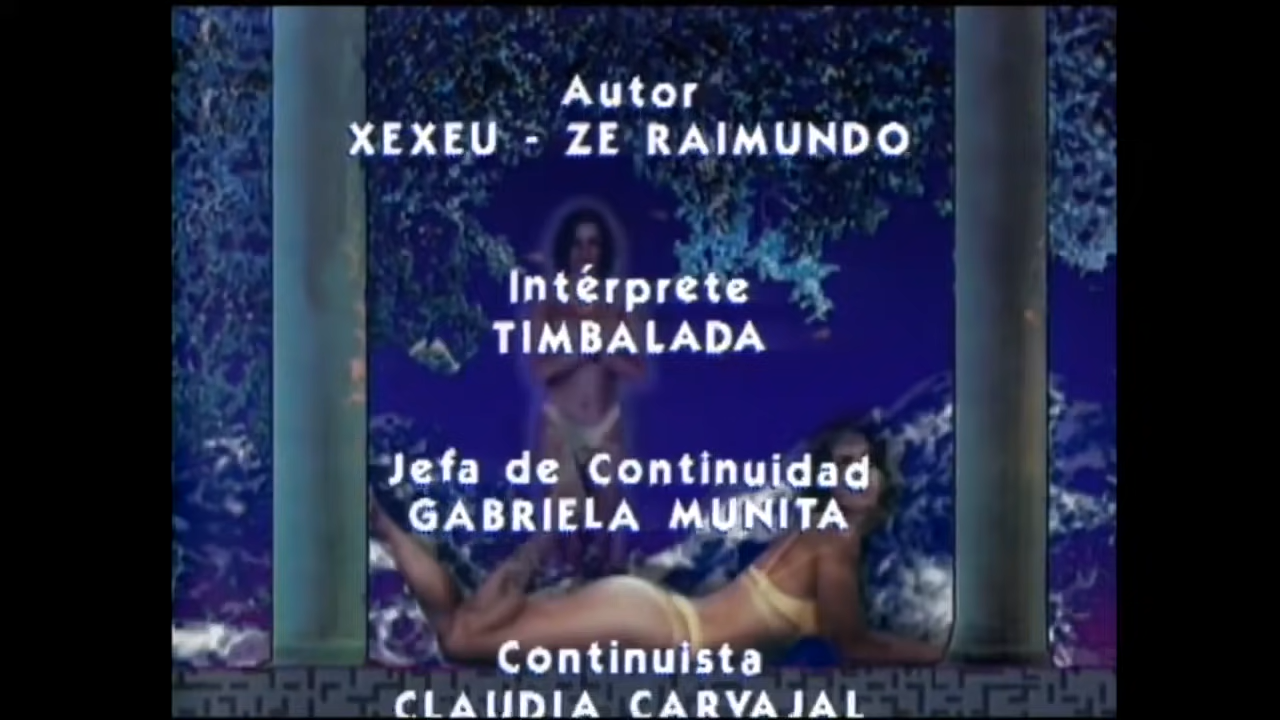 Autor
XEXEU - ZE RAIMUNDO
Intérprete
TIMBALADA
Jefa de Continuidad
GABRIELA MUNITA
Continuista
CLAUDIA CARVAJAL